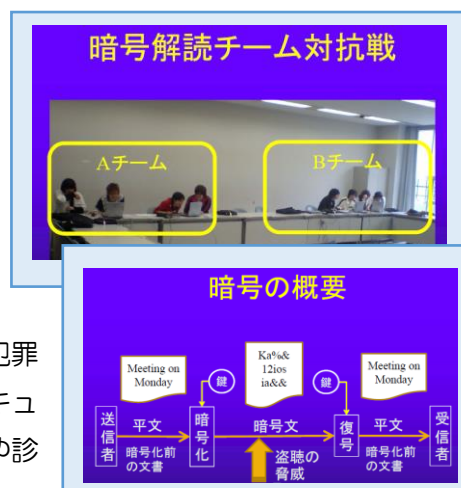 暗号解読チーム対抗戦
Aチーム
Bチーム
暗号の概要
Meeting on
Monday
鍵
Ka%&
12ios
ia&&
鍵
Meeting on
Monday
送信者
平文
暗号化前
の文書
暗号化
暗号文
盗聴の
脅威
復号
平文
暗号化前
の文書
受信者
犯罪
キュ
め診